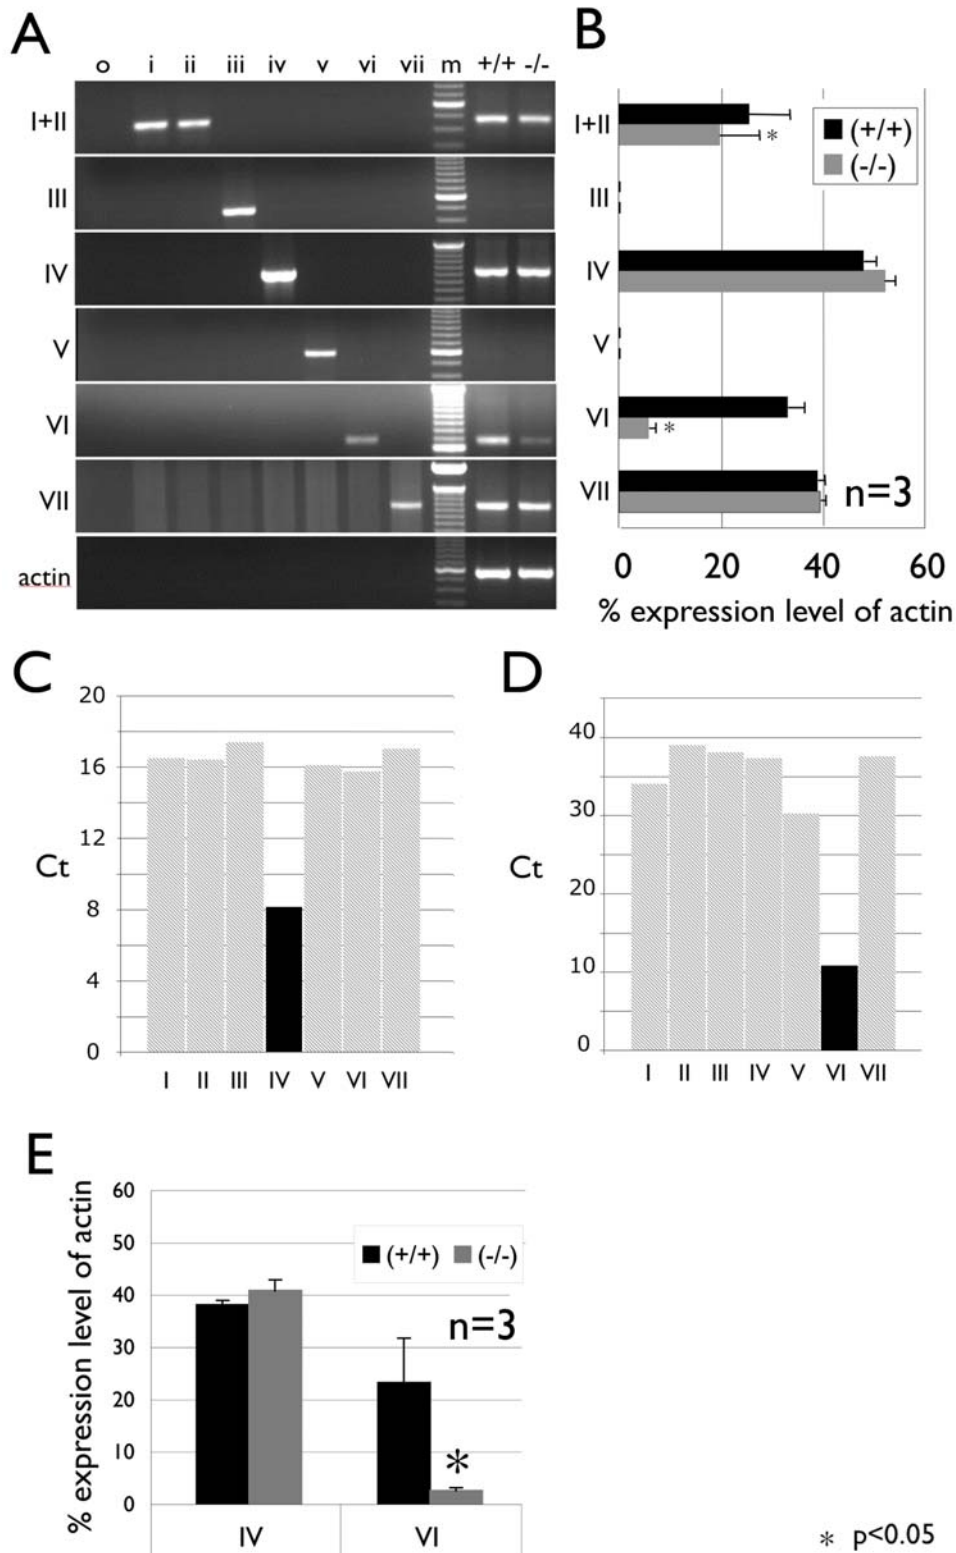 A
o i ii iii iv v vi vii m +/+ -/-
I+II
III
IV
V
VI
VII
actin
B
I+II
III
IV
V
VI
VII
(+/+)
(-/-)
*
*
n=3
0 20 40 60
% expression level of actin
C
20
16
12
8
4
0
Ct
I II III IV V VI VII
D
40
30
20
10
0
Ct
I II III IV V VI VII
E
% expression level of actin
60
50
40
30
20
10
0
(+/+) (-/-)
n=3
*
IV VI
* p<0.05